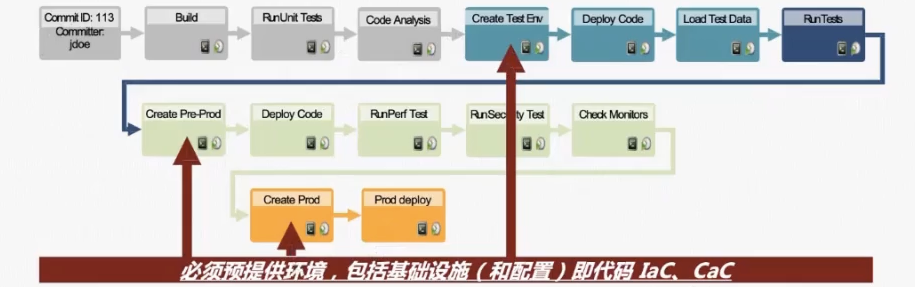 Commit ID: 113
Committer:
jdoe
Build
RunUnit Tests
Code Analysis
Create Test Env
Deploy Code
Load Test Data
RunTests
Create Pre-Prod
Deploy Code
RunPerf Test
RunSecurity Test
Check Monitors
Create Prod
Prod deploy
必须预提供环境，包括基础设施（和配置）即代码 IaC、CaC